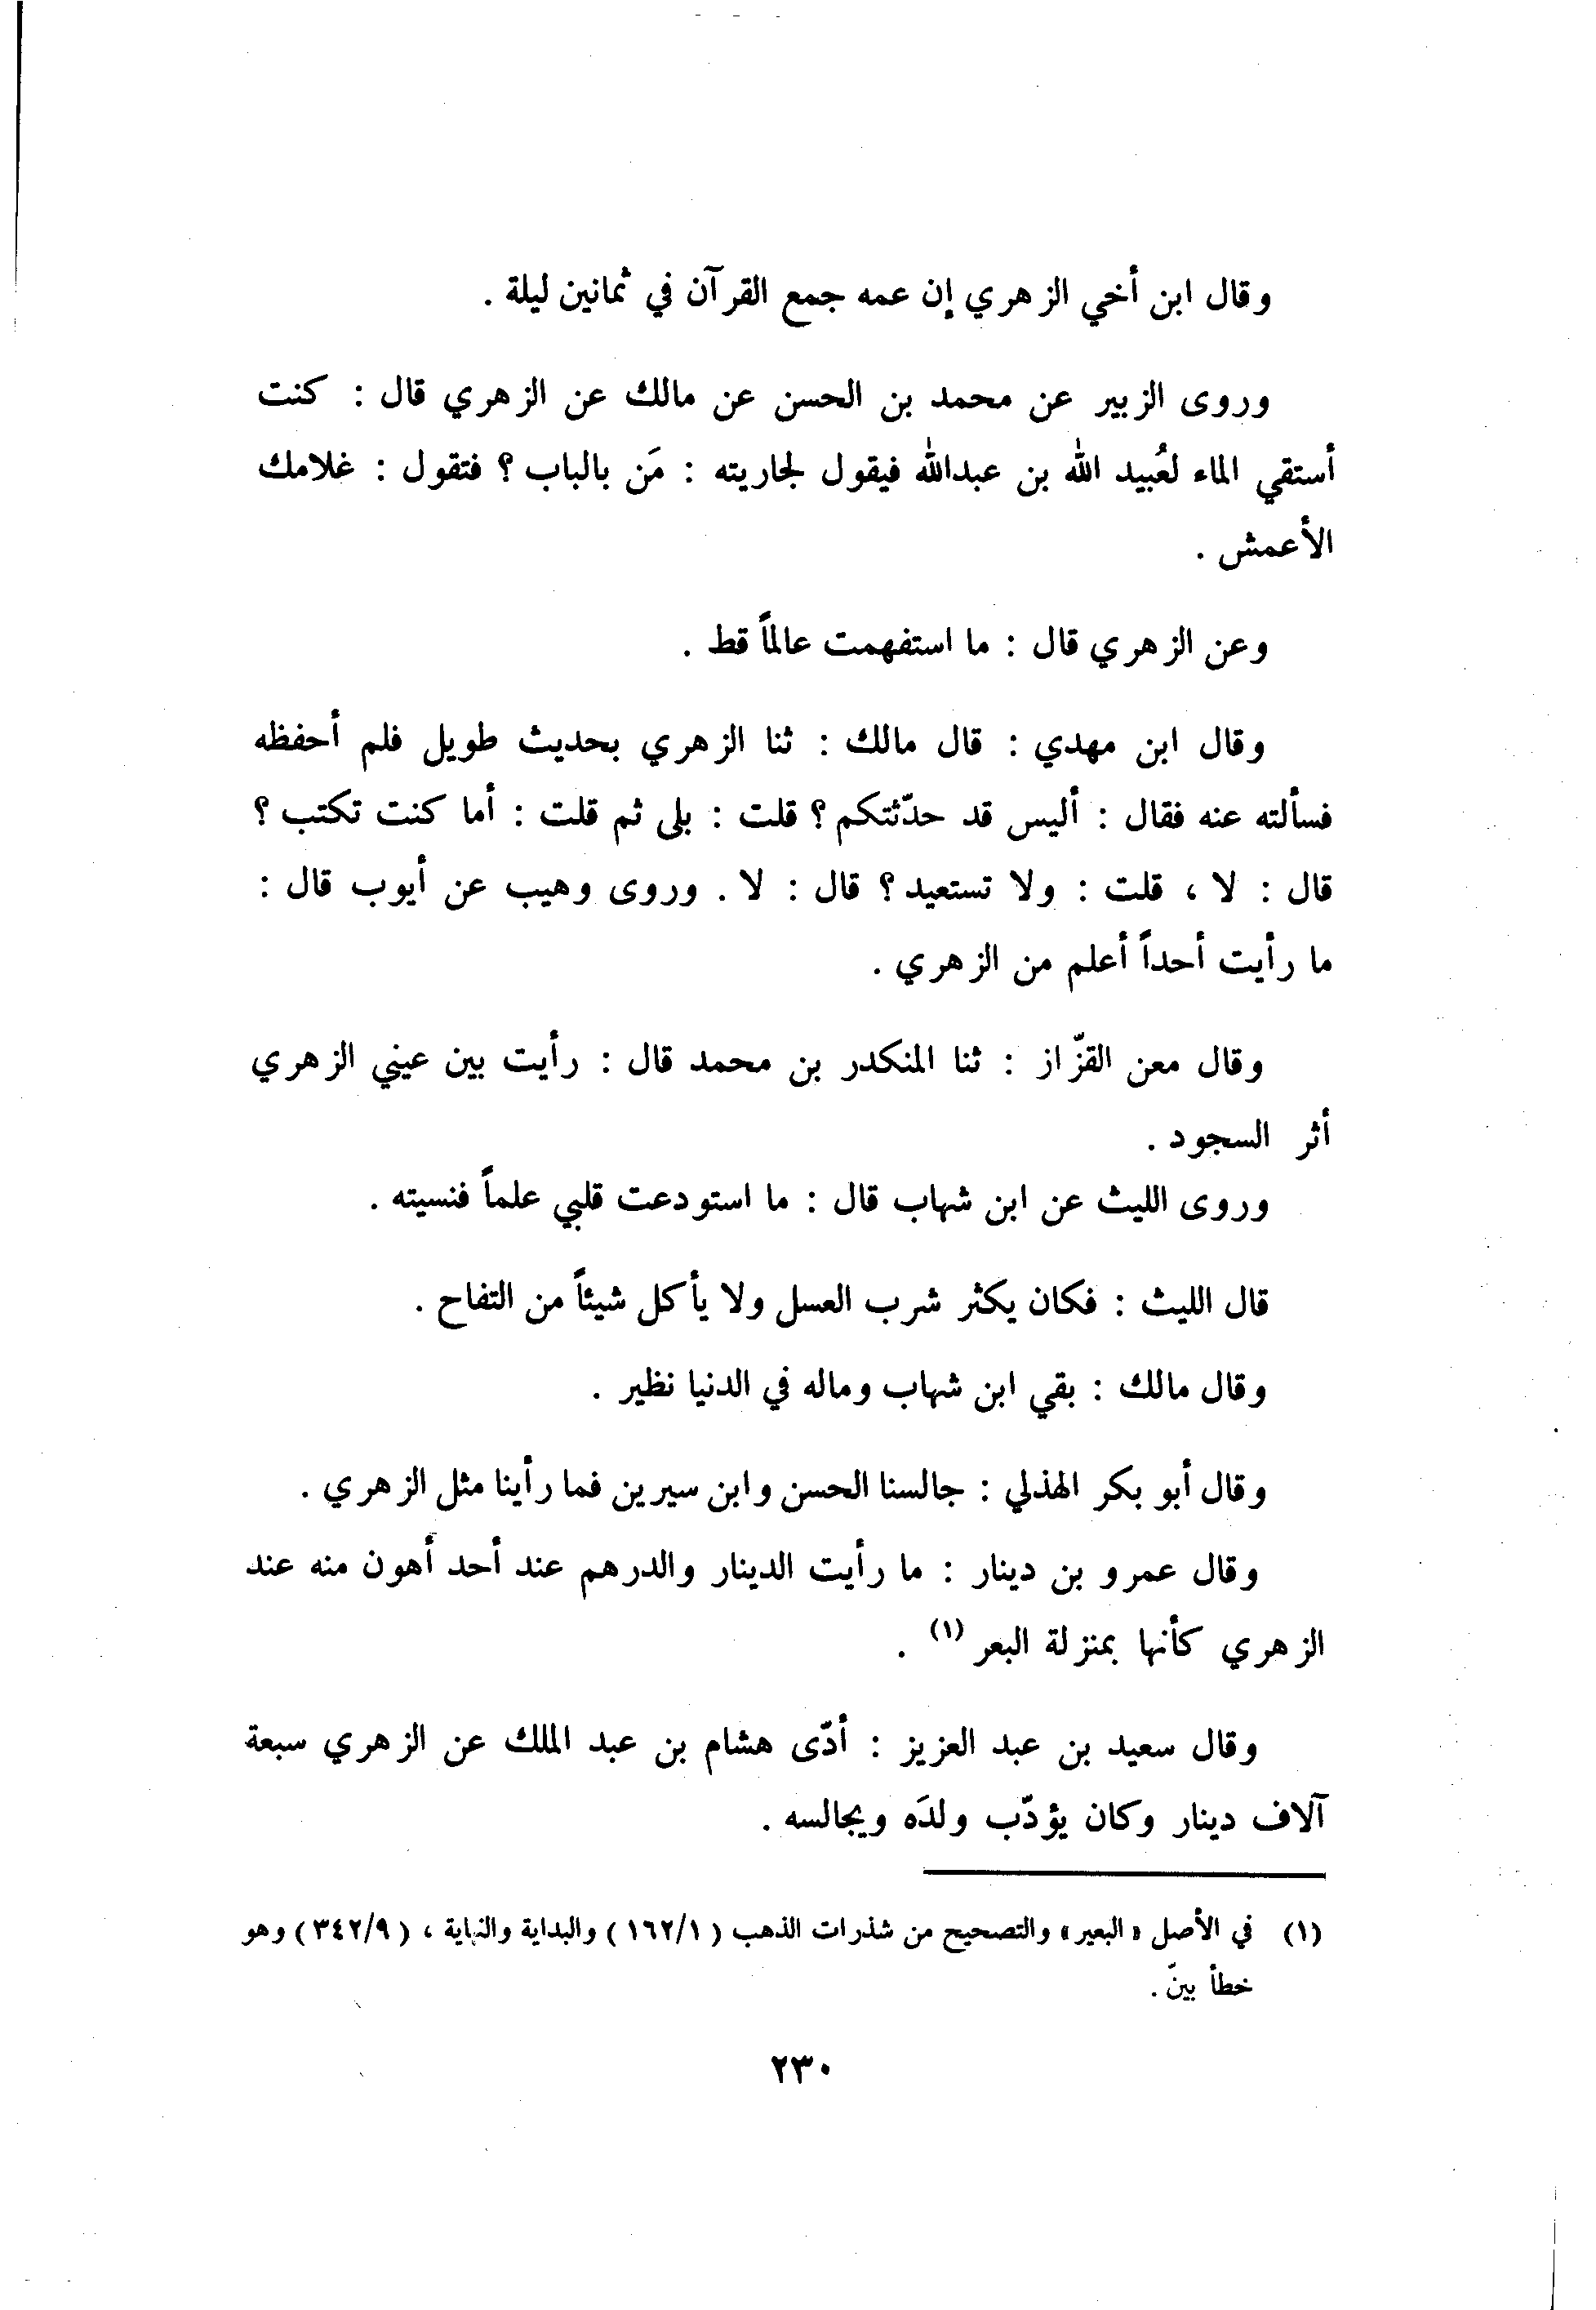 وقال ابن أخي الزهري إن عمه جمع القرآن في ثمانين ليلة .
وروى الزبير عن محمد بن الحسن عن مالك عن الزهري قال : كنت
أستقي الماء لعُبيد الله بن عبدالله فيقول لجاريته : مَن بالباب ؟ فتقول : غلامك
الأعمش .
وعن الزهري قال : ما استفهمت عالماً قط .
وقال ابن مهدي : قال مالك : ثنا الزهري بحديث طويل فلم أحفظه
فسألته عنه فقال : أليس قد حدّثتكم ؟ قلت : بلى ثم قلت : أما كنت تكتب ؟
قال : لا ، قلت : ولا تستعيد ؟ قال : لا . وروى وهيب عن أيوب قال :
ما رأيت أحداً أعلم من الزهري .
وقال معن القزّاز : ثنا المنكدر بن محمد قال : رأيت بين عيني الزهري
أثر السجود .
وروى الليث عن ابن شهاب قال : ما استودعت قلبي علماً فنسيته .
قال الليث : فكان يكثر شرب العسل ولا يأكل شيئاً من التفاح .
وقال مالك : بقي ابن شهاب وماله في الدنيا نظير .
وقال أبو بكر الهذلي : جالسنا الحسن وابن سيرين فما رأينا مثل الزهري .
وقال عمرو بن دينار : ما رأيت الدينار والدرهم عند أحد أهون منه عند
الزهري كأنها بمنزلة البعر (١) .
وقال سعيد بن عبد العزيز : أدّى هشام بن عبد الملك عن الزهري سبعة
آلاف دينار وكان يؤدّب ولدَه ويجالسه .
(١) في الأصل «البعير» والتصحيح من شذرات الذهب ( ١٦٢/١ ) والبداية والنهاية ، ( ٣٤٢/٩ ) وهو
خطأ بيّن .
٢٣٠